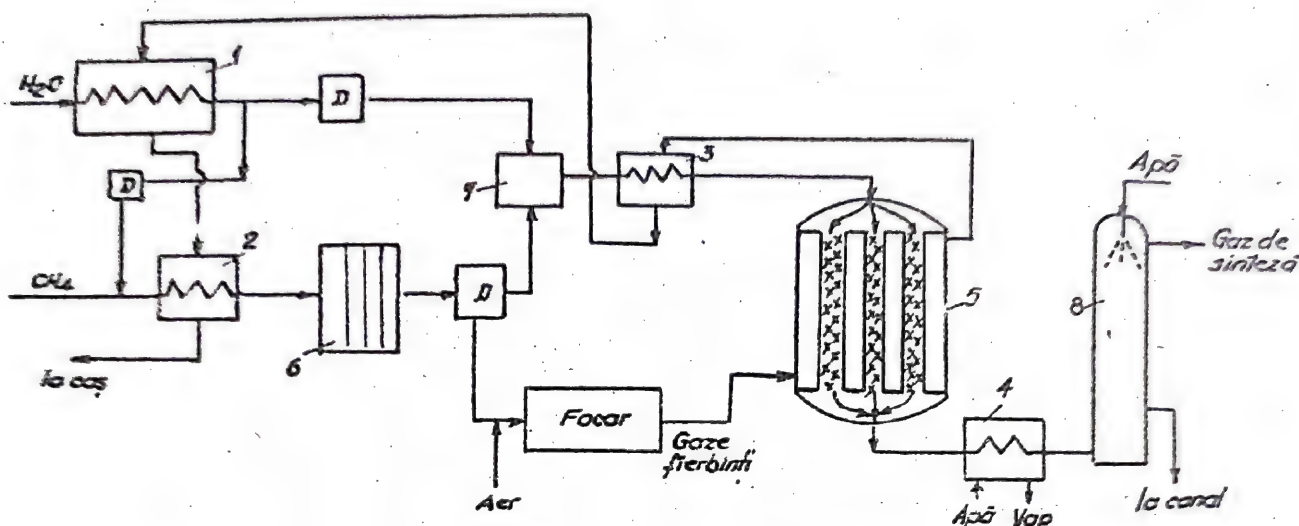 1
H₂O
D
3
Apă
7
D
Gaz de
sinteză
2
CH₄
5
D
8
6
la coș
4
Focar
Gaze
fierbinți
Aer
Apă Vap
la canal